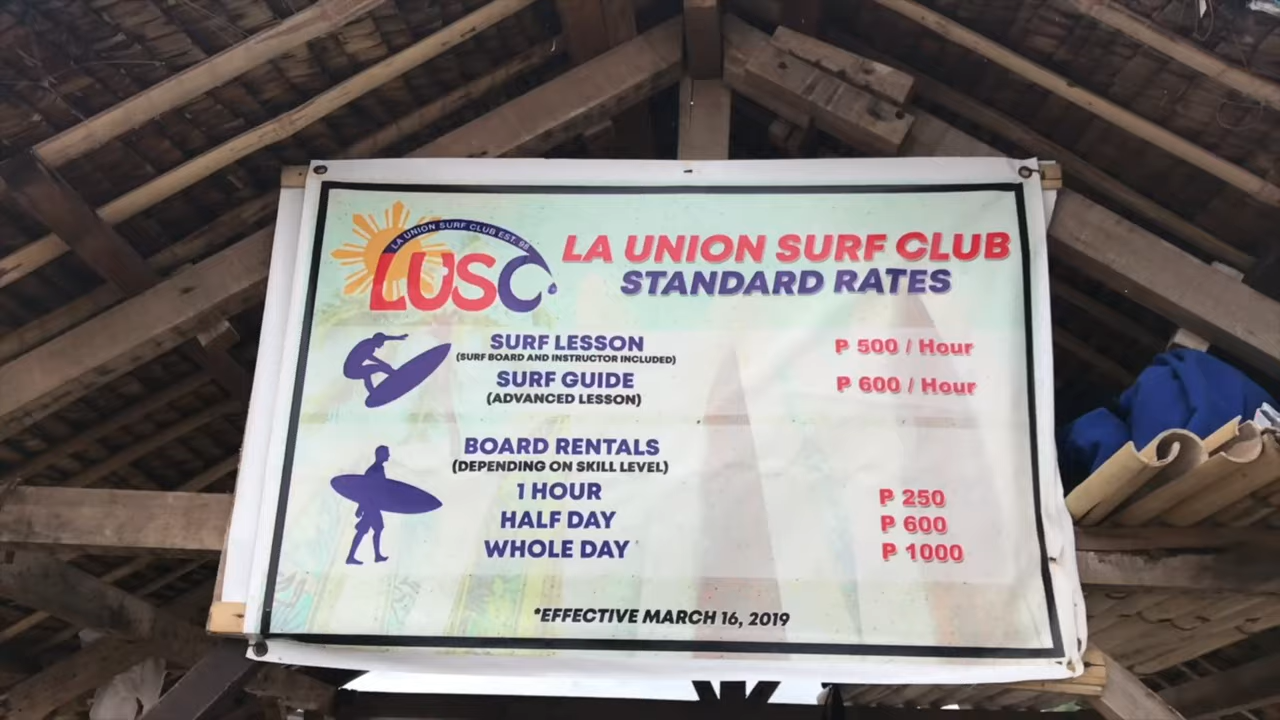 LA UNION SURF CLUB EST. 96
LUSC
LA UNION SURF CLUB
STANDARD RATES
SURF LESSON ₱ 500 / Hour
(SURF BOARD AND INSTRUCTOR INCLUDED)
SURF GUIDE ₱ 600 / Hour
(ADVANCED LESSON)
BOARD RENTALS
(DEPENDING ON SKILL LEVEL)
1 HOUR ₱ 250
HALF DAY ₱ 600
WHOLE DAY ₱ 1000
*EFFECTIVE MARCH 16, 2019